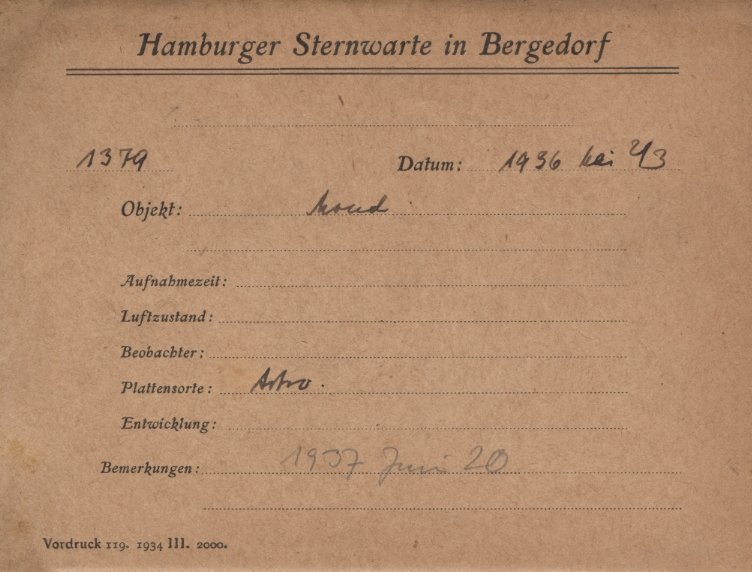 Hamburger Sternwarte in Bergedorf
1379 Datum: 1936 Mai 2/3
Objekt: Mond
Aufnahmezeit:
Luftzustand:
Beobachter:
Plattensorte: Astro.
Entwicklung:
Bemerkungen: 1937 Juni 20
Vordruck 119. 1934 III. 2000.